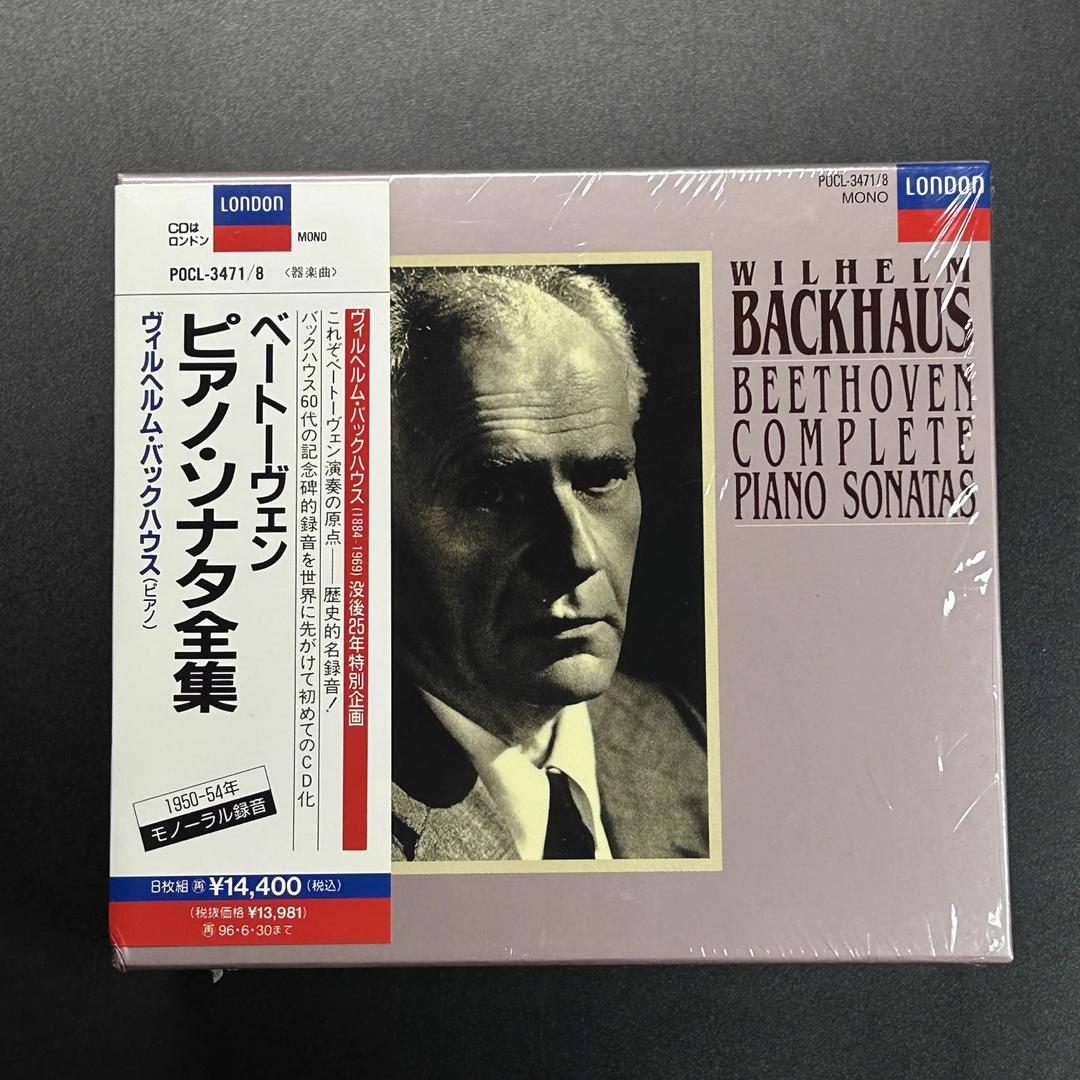 LONDON
CDは
ロンドン
MONO
POCL-3471/8 〈器楽曲〉
ヴィルヘルム・バックハウス(1884-1969) 没後25年特別企画
これぞベートーヴェン演奏の原点——歴史的名録音!
バックハウス60代の記念碑的録音を世界に先がけて初めてのCD化
ベートーヴェン
ピアノ・ソナタ全集
ヴィルヘルム・バックハウス(ピアノ)
1950-54年
モノーラル録音
8枚組 再 ¥14,400 (税込)
(税抜価格 ¥13,981)
再 96・6・30まで
POCL-3471/8
MONO
LONDON
WILHELM
BACKHAUS
BEETHOVEN
COMPLETE
PIANO SONATAS